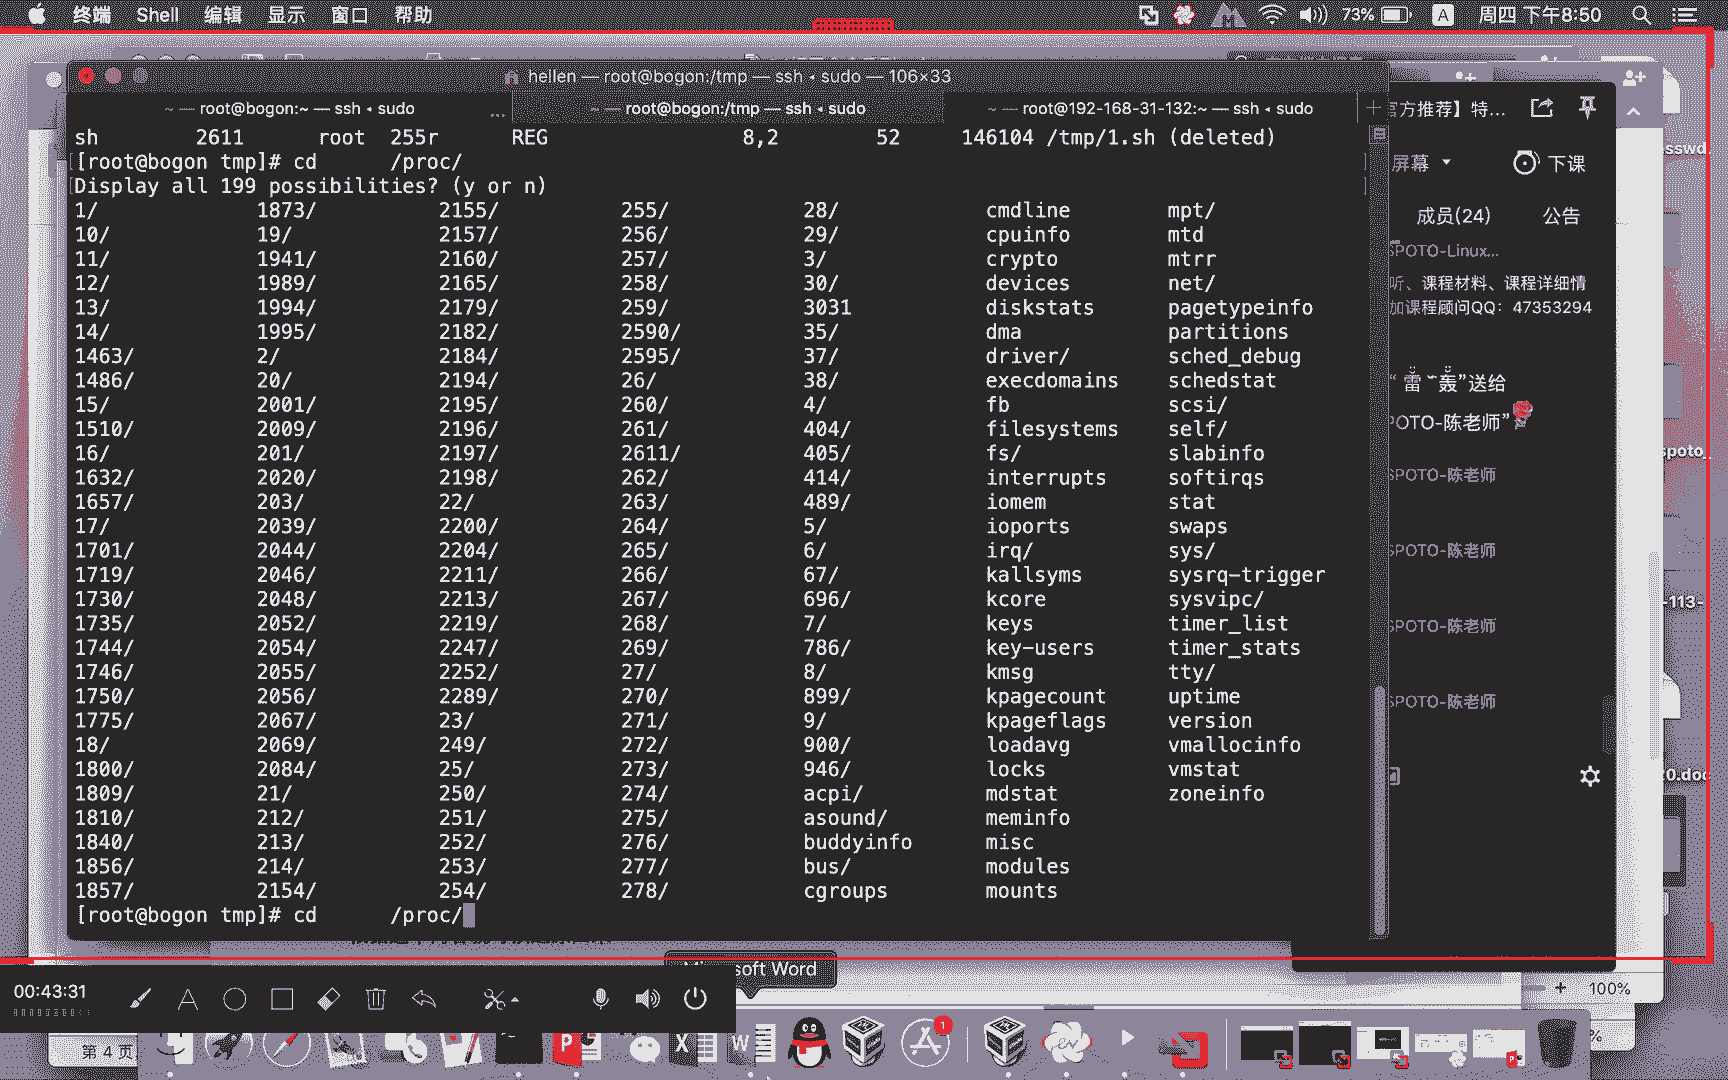 终端 Shell 编辑 显示 窗口 帮助 73% A 周四 下午8:50
hellen — root@bogon:/tmp — ssh ◂ sudo — 106×33
~ — root@bogon:~ — ssh ◂ sudo ... ~ — root@bogon:/tmp — ssh ◂ sudo ~ — root@192-168-31-132:~ — ssh ◂ sudo +
sh 2611 root 255r REG 8,2 52 146104 /tmp/1.sh (deleted)
[root@bogon tmp]# cd /proc/
Display all 199 possibilities? (y or n)
1/ 1873/ 2155/ 255/ 28/ cmdline mpt/
10/ 19/ 2157/ 256/ 29/ cpuinfo mtd
11/ 1941/ 2160/ 257/ 3/ crypto mtrr
12/ 1989/ 2165/ 258/ 30/ devices net/
13/ 1994/ 2179/ 259/ 3031 diskstats pagetypeinfo
14/ 1995/ 2182/ 2590/ 35/ dma partitions
1463/ 2/ 2184/ 2595/ 37/ driver/ sched_debug
1486/ 20/ 2194/ 26/ 38/ execdomains schedstat
15/ 2001/ 2195/ 260/ 4/ fb scsi/
1510/ 2009/ 2196/ 261/ 404/ filesystems self/
16/ 201/ 2197/ 2611/ 405/ fs/ slabinfo
1632/ 2020/ 2198/ 262/ 414/ interrupts softirqs
1657/ 203/ 22/ 263/ 489/ iomem stat
17/ 2039/ 2200/ 264/ 5/ ioports swaps
1701/ 2044/ 2204/ 265/ 6/ irq/ sys/
1719/ 2046/ 2211/ 266/ 67/ kallsyms sysrq-trigger
1730/ 2048/ 2213/ 267/ 696/ kcore sysvipc/
1735/ 2052/ 2219/ 268/ 7/ keys timer_list
1744/ 2054/ 2247/ 269/ 786/ key-users timer_stats
1746/ 2055/ 2252/ 27/ 8/ kmsg tty/
1750/ 2056/ 2289/ 270/ 899/ kpagecount uptime
1775/ 2067/ 23/ 271/ 9/ kpageflags version
18/ 2069/ 249/ 272/ 900/ loadavg vmallocinfo
1800/ 2084/ 25/ 273/ 946/ locks vmstat
1809/ 21/ 250/ 274/ acpi/ mdstat zoneinfo
1810/ 212/ 251/ 275/ asound/ meminfo
1840/ 213/ 252/ 276/ buddyinfo misc
1856/ 214/ 253/ 277/ bus/ modules
1857/ 2154/ 254/ 278/ cgroups mounts
[root@bogon tmp]# cd /proc/
官方推荐】特...
屏幕 下课
成员(24) 公告
SPOTO-Linux...
听、课程材料、课程详细情
加课程顾问QQ：47353294
“ 雷 轰”送给
POTO-陈老师”
SPOTO-陈老师
SPOTO-陈老师
SPOTO-陈老师
SPOTO-陈老师
sswd
spoto_
-113-
20.doc
soft Word
00:43:31
100%
第 4 页
1